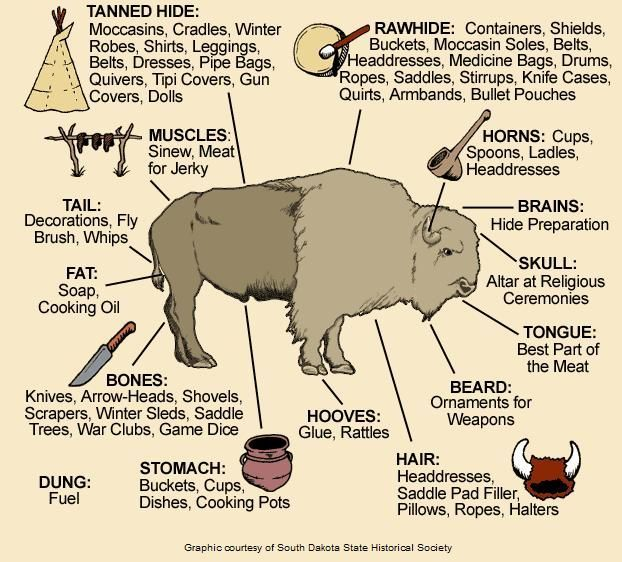 TANNED HIDE:
Moccasins, Cradles, Winter
Robes, Shirts, Leggings,
Belts, Dresses, Pipe Bags,
Quivers, Tipi Covers, Gun
Covers, Dolls
RAWHIDE: Containers, Shields,
Buckets, Moccasin Soles, Belts,
Headdresses, Medicine Bags, Drums,
Ropes, Saddles, Stirrups, Knife Cases,
Quirts, Armbands, Bullet Pouches
MUSCLES:
Sinew, Meat
for Jerky
HORNS: Cups,
Spoons, Ladles,
Headdresses
TAIL:
Decorations, Fly
Brush, Whips
BRAINS:
Hide Preparation
FAT:
Soap,
Cooking Oil
SKULL:
Altar at Religious
Ceremonies
TONGUE:
Best Part of
the Meat
BONES:
Knives, Arrow-Heads, Shovels,
Scrapers, Winter Sleds, Saddle
Trees, War Clubs, Game Dice
HOOVES:
Glue, Rattles
BEARD:
Ornaments for
Weapons
DUNG:
Fuel
STOMACH:
Buckets, Cups,
Dishes, Cooking Pots
HAIR:
Headdresses,
Saddle Pad Filler,
Pillows, Ropes, Halters
Graphic courtesy of South Dakota State Historical Society